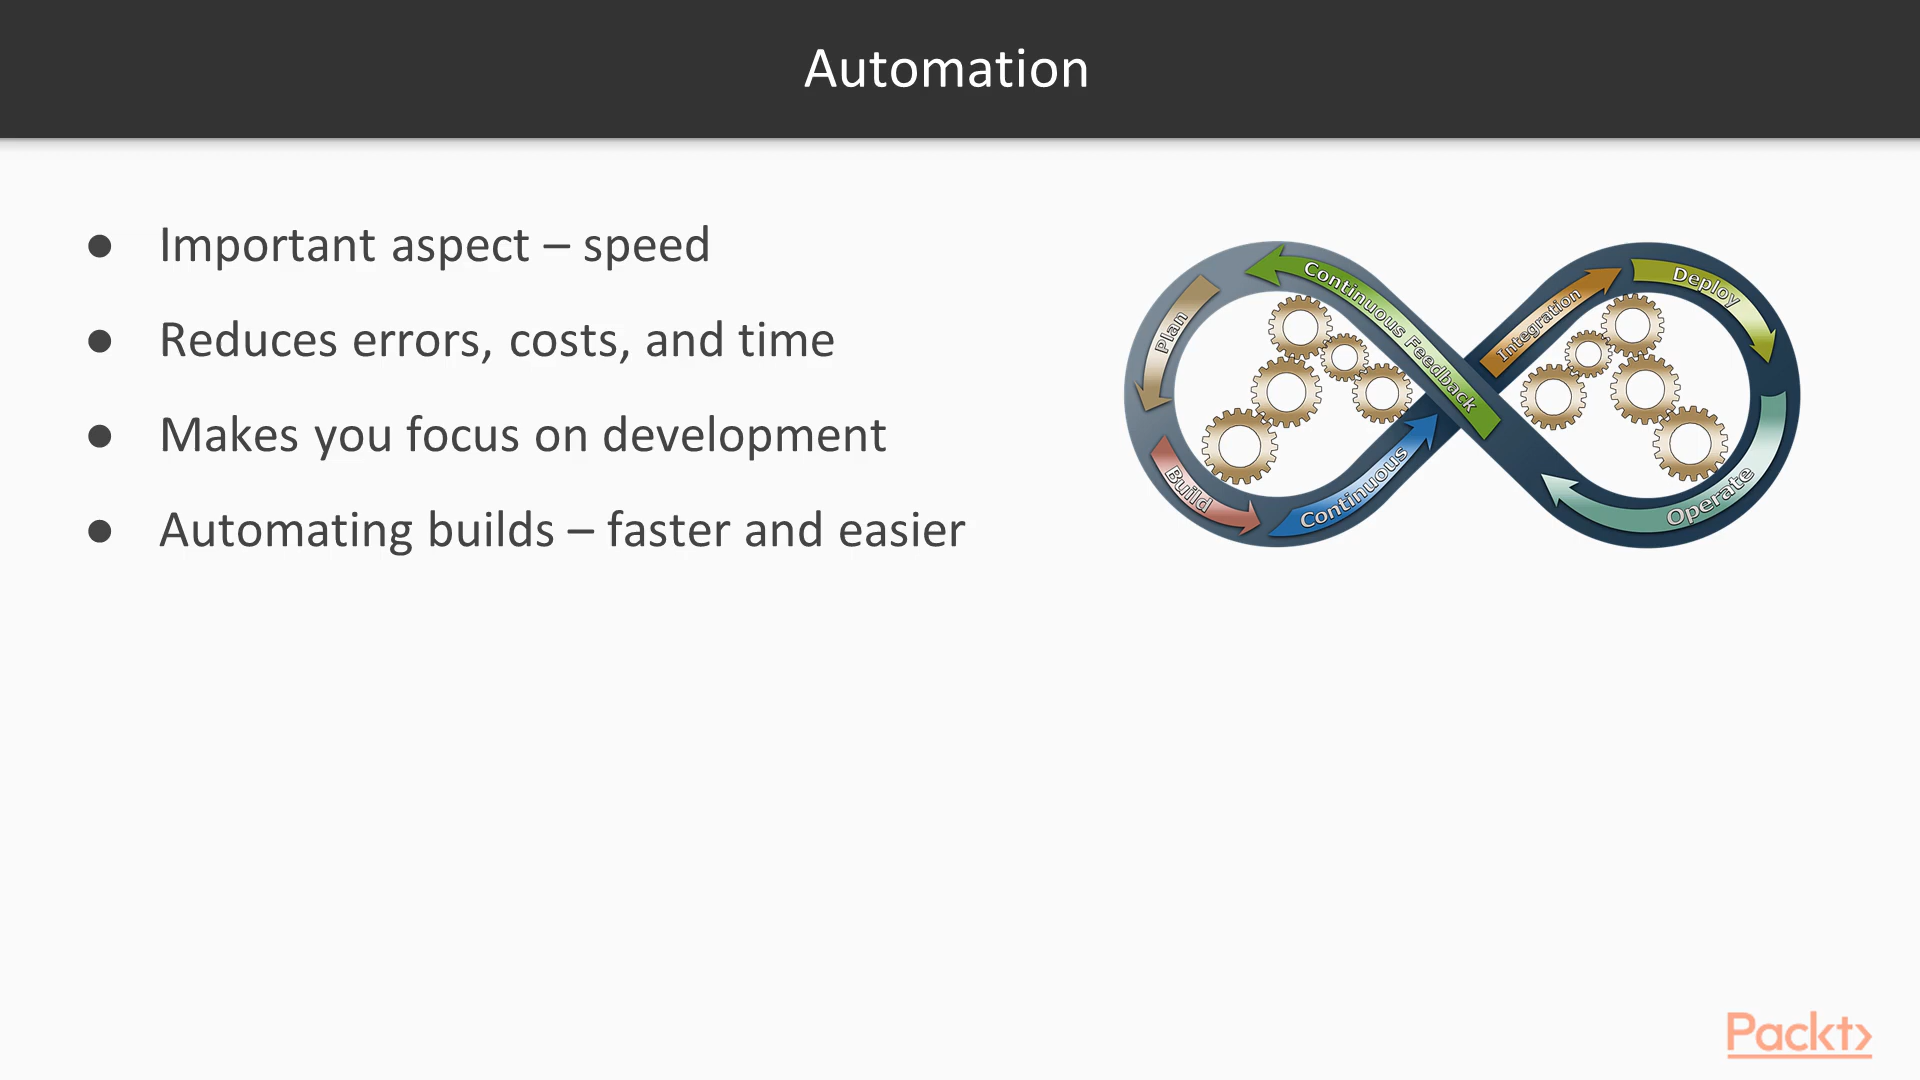 Automation
● Important aspect – speed
● Reduces errors, costs, and time
● Makes you focus on development
● Automating builds – faster and easier
Plan
Build
Continuous
Integration
Deploy
Operate
Continuous Feedback
Packt>